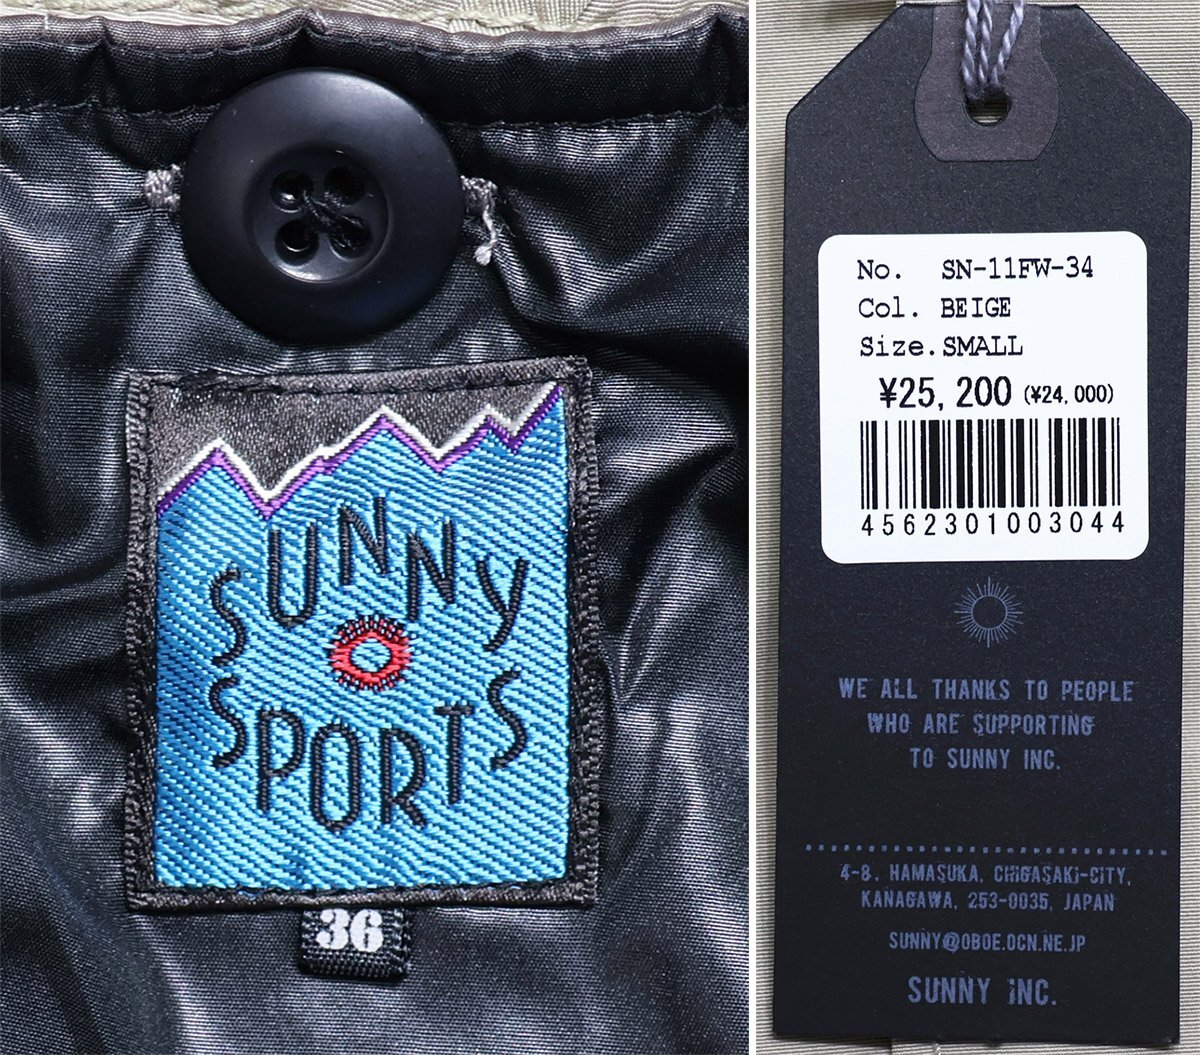 SUNNY
SPORTS
36
No. SN-11FW-34
Col. BEIGE
Size.SMALL
¥25,200 (¥24,000)
4562301003044
WE ALL THANKS TO PEOPLE
WHO ARE SUPPORTING
TO SUNNY INC.
4-8, HAMASUKA, CHIGASAKI-CITY,
KANAGAWA, 253-0035, JAPAN
SUNNY@OBOE.OCN.NE.JP
SUNNY INC.